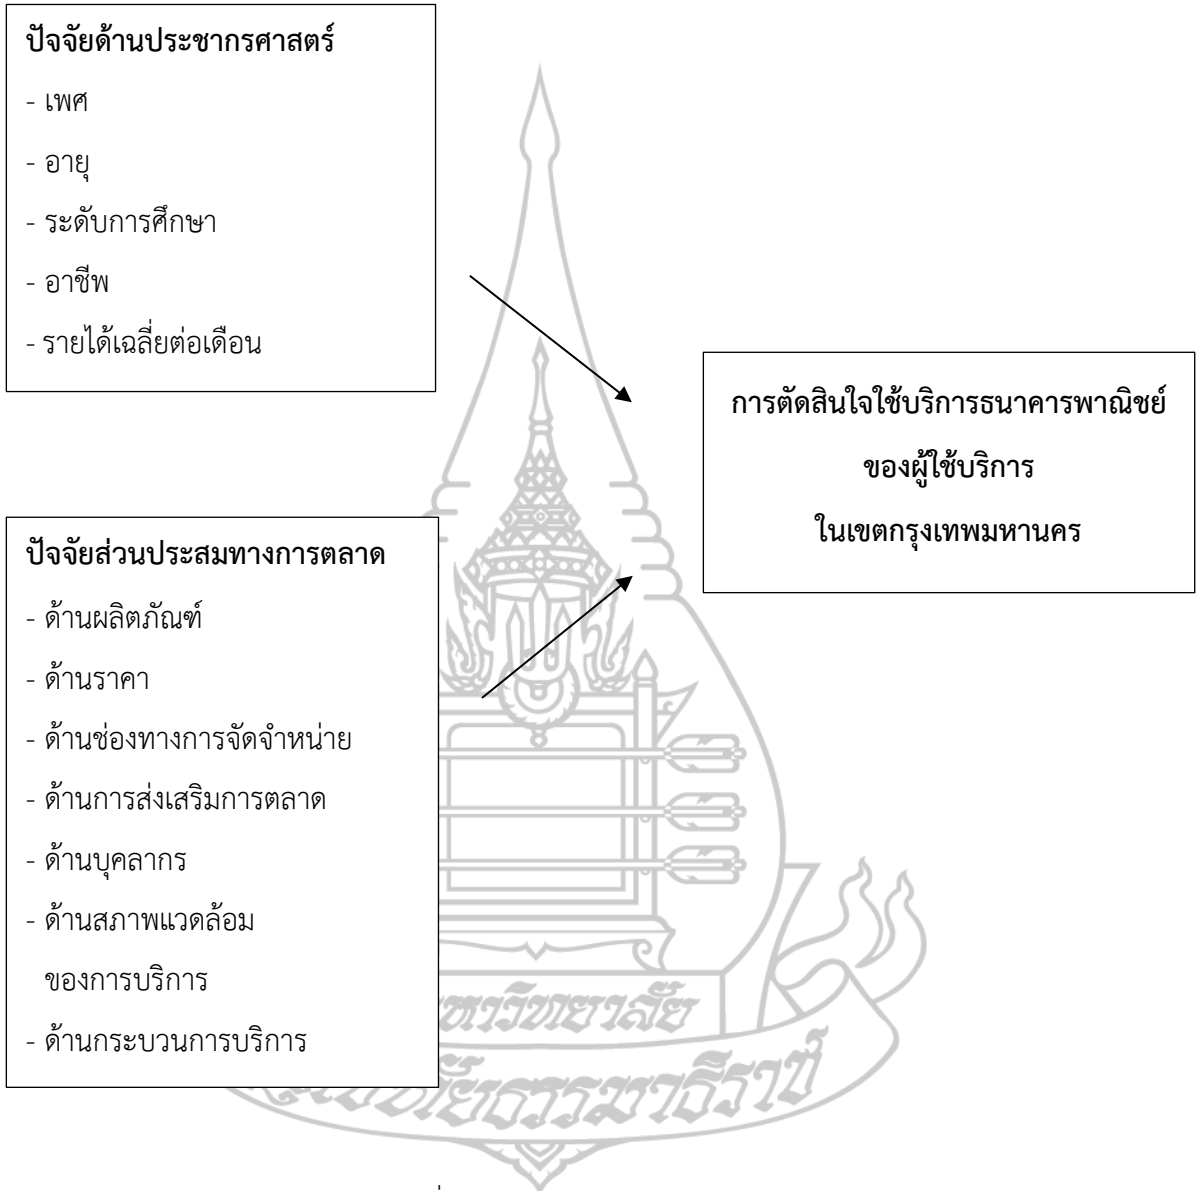 ปัจจัยด้านประชากรศาสตร์
- เพศ
- อายุ
- ระดับการศึกษา
- อาชีพ
- รายได้เฉลี่ยต่อเดือน
การตัดสินใจใช้บริการธนาคารพาณิชย์
ของผู้ใช้บริการ
ในเขตกรุงเทพมหานคร
ปัจจัยส่วนประสมทางการตลาด
- ด้านผลิตภัณฑ์
- ด้านราคา
- ด้านช่องทางการจัดจำหน่าย
- ด้านการส่งเสริมการตลาด
- ด้านบุคลากร
- ด้านสภาพแวดล้อม
ของการบริการ
- ด้านกระบวนการบริการ